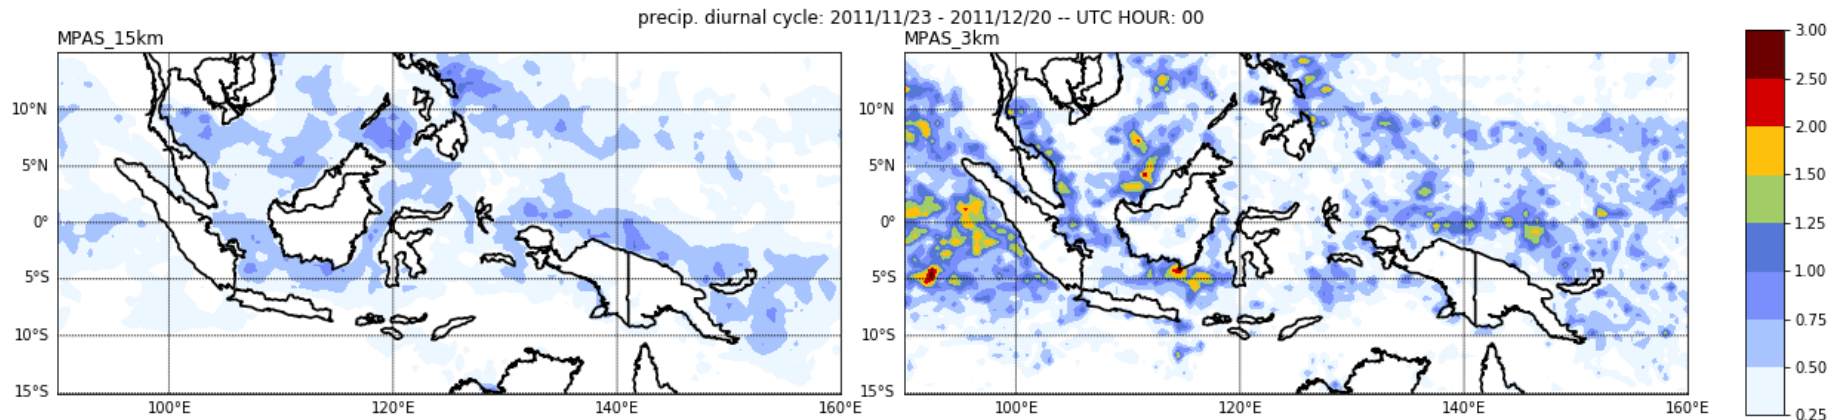 precip. diurnal cycle: 2011/11/23 - 2011/12/20 -- UTC HOUR: 00
MPAS_15km
MPAS_3km
10°N
5°N
0°
5°S
10°S
15°S
100°E
120°E
140°E
160°E
10°N
5°N
0°
5°S
10°S
15°S
100°E
120°E
140°E
160°E
3.00
2.50
2.00
1.50
1.25
1.00
0.75
0.50
0.25